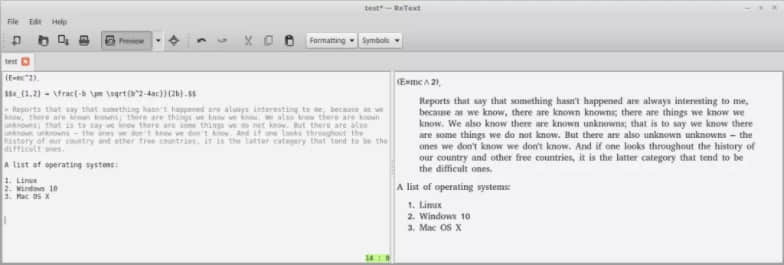 test* — ReText
File Edit Help
Preview Formatting Symbols
test
(E=mc^2).
$$x_{1,2} = \frac{-b \pm \sqrt{b^2-4ac}}{2b}.$$
> Reports that say that something hasn't happened are always interesting to me, because as we
know, there are known knowns; there are things we know we know. We also know there are known
unknowns; that is to say we know there are some things we do not know. But there are also
unknown unknowns — the ones we don't know we don't know. And if one looks throughout the
history of our country and other free countries, it is the latter category that tend to be the
difficult ones.
A list of operating systems:
1. Linux
2. Windows 10
3. Mac OS X
14 : 0
(E=mc ∧ 2).
Reports that say that something hasn't happened are always interesting to me,
because as we know, there are known knowns; there are things we know we
know. We also know there are known unknowns; that is to say we know there
are some things we do not know. But there are also unknown unknowns – the
ones we don't know we don't know. And if one looks throughout the history of
our country and other free countries, it is the latter category that tend to be
the difficult ones.
A list of operating systems:
1. Linux
2. Windows 10
3. Mac OS X